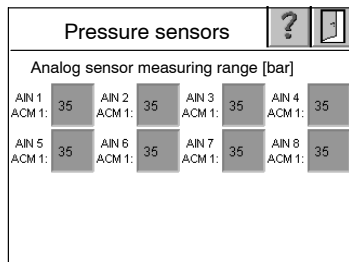 Pressure sensors ?
Analog sensor measuring range [bar]
AIN 1 ACM 1: 35 AIN 2 ACM 1: 35 AIN 3 ACM 1: 35 AIN 4 ACM 1: 35
AIN 5 ACM 1: 35 AIN 6 ACM 1: 35 AIN 7 ACM 1: 35 AIN 8 ACM 1: 35